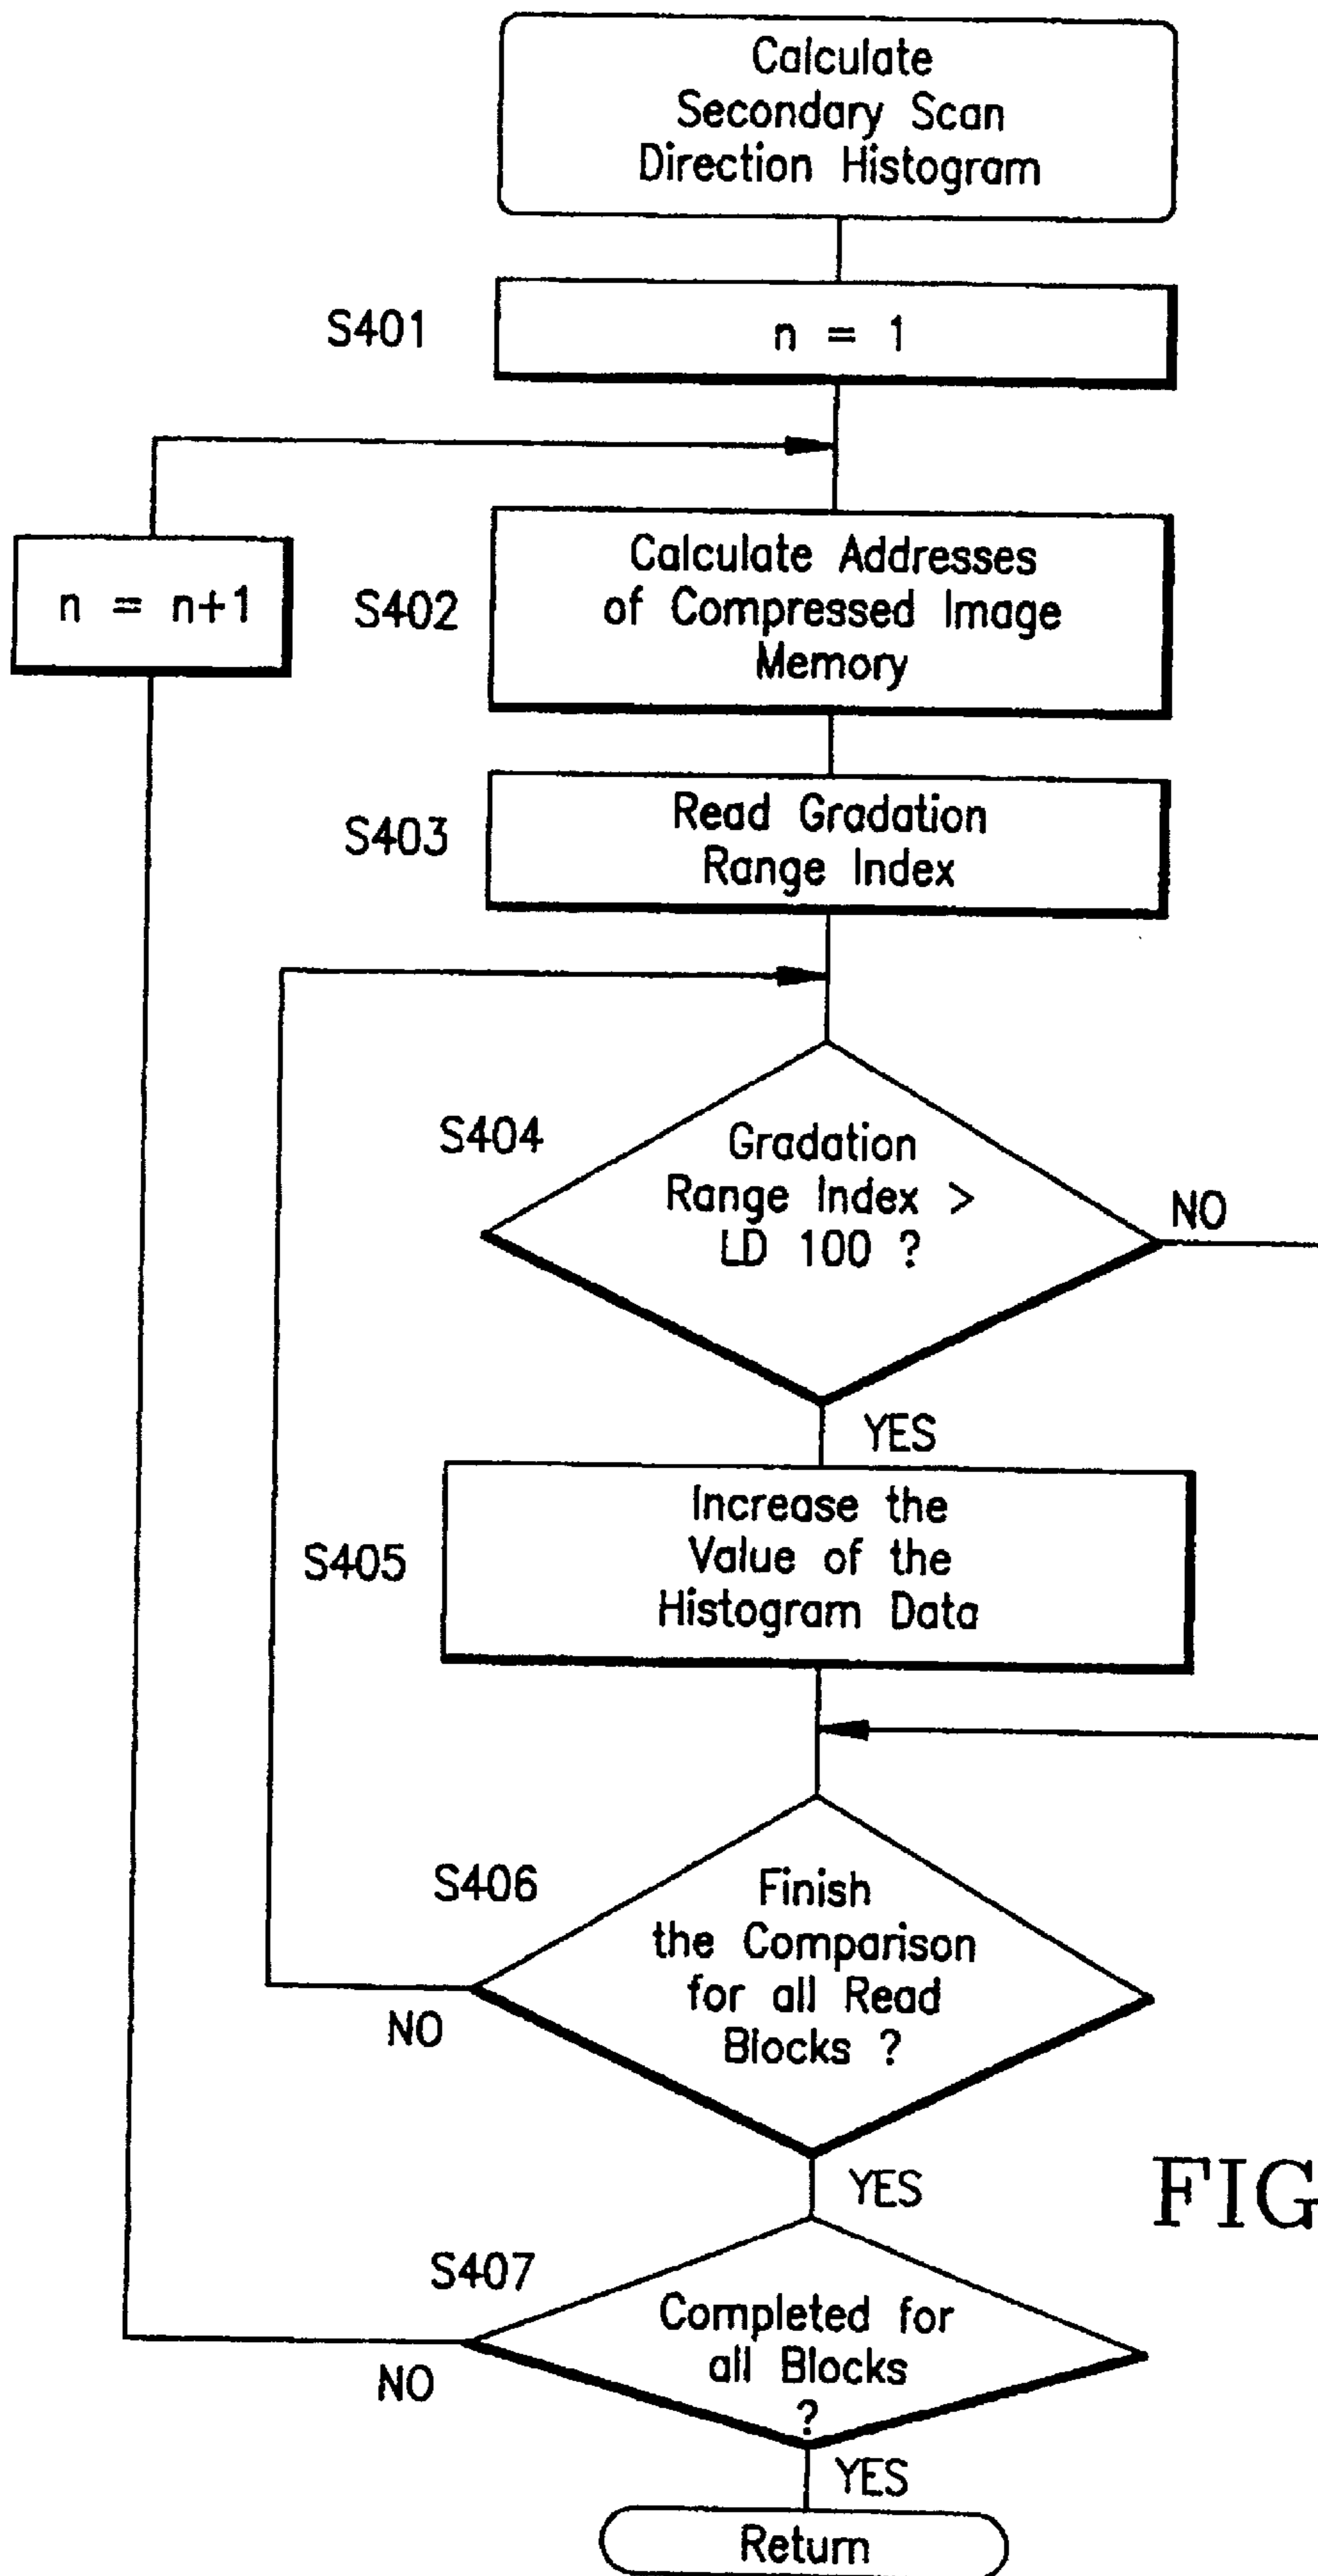 Calculate
Secondary Scan
Direction Histogram
S401
n = 1
n = n+1
S402
Calculate Addresses
of Compressed Image
Memory
S403
Read Gradation
Range Index
S404
Gradation
Range Index >
LD 100 ?
NO
YES
S405
Increase the
Value of the
Histogram Data
S406
Finish
the Comparison
for all Read
Blocks ?
NO
YES
FIG
S407
Completed for
all Blocks
?
NO
YES
Return